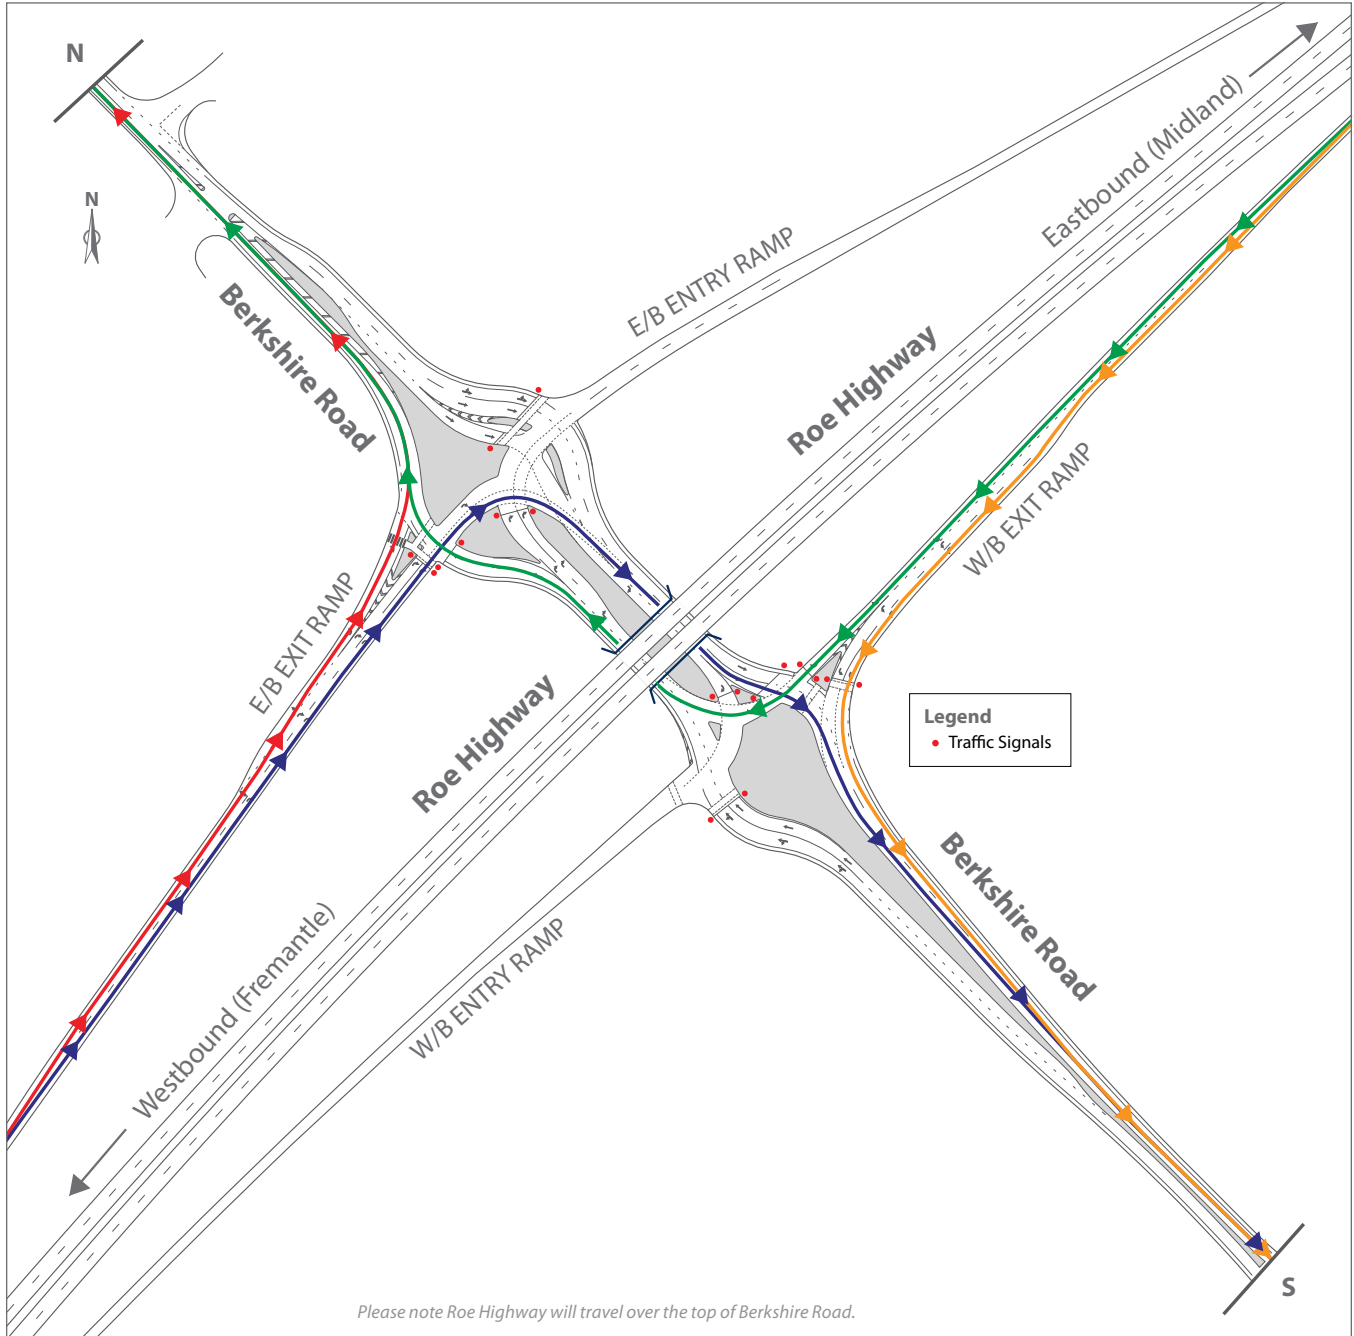 N
N
Eastbound (Midland)
E/B ENTRY RAMP
Berkshire Road
Roe Highway
W/B EXIT RAMP
E/B EXIT RAMP
Roe Highway
Legend
Traffic Signals
Berkshire Road
Westbound (Fremantle)
W/B ENTRY RAMP
S
Please note Roe Highway will travel over the top of Berkshire Road.